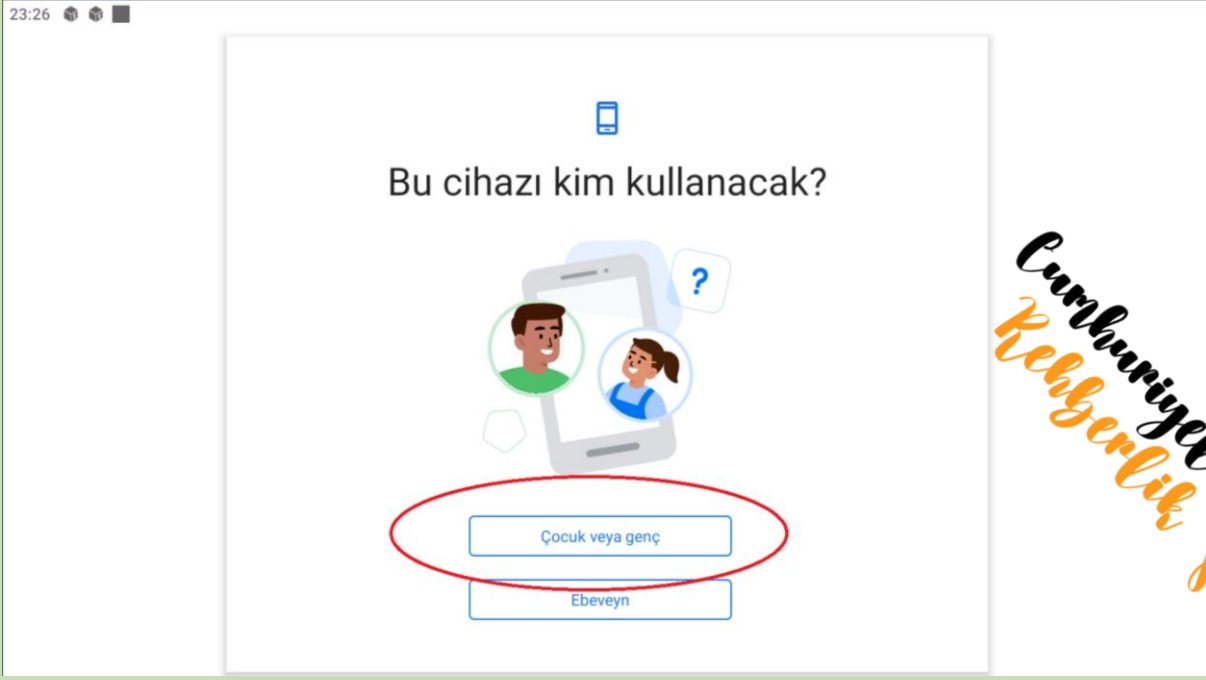 23:26
Bu cihazı kim kullanacak?
?
Çocuk veya genç
Ebeveyn
Cumhuriyet
Rehberlik